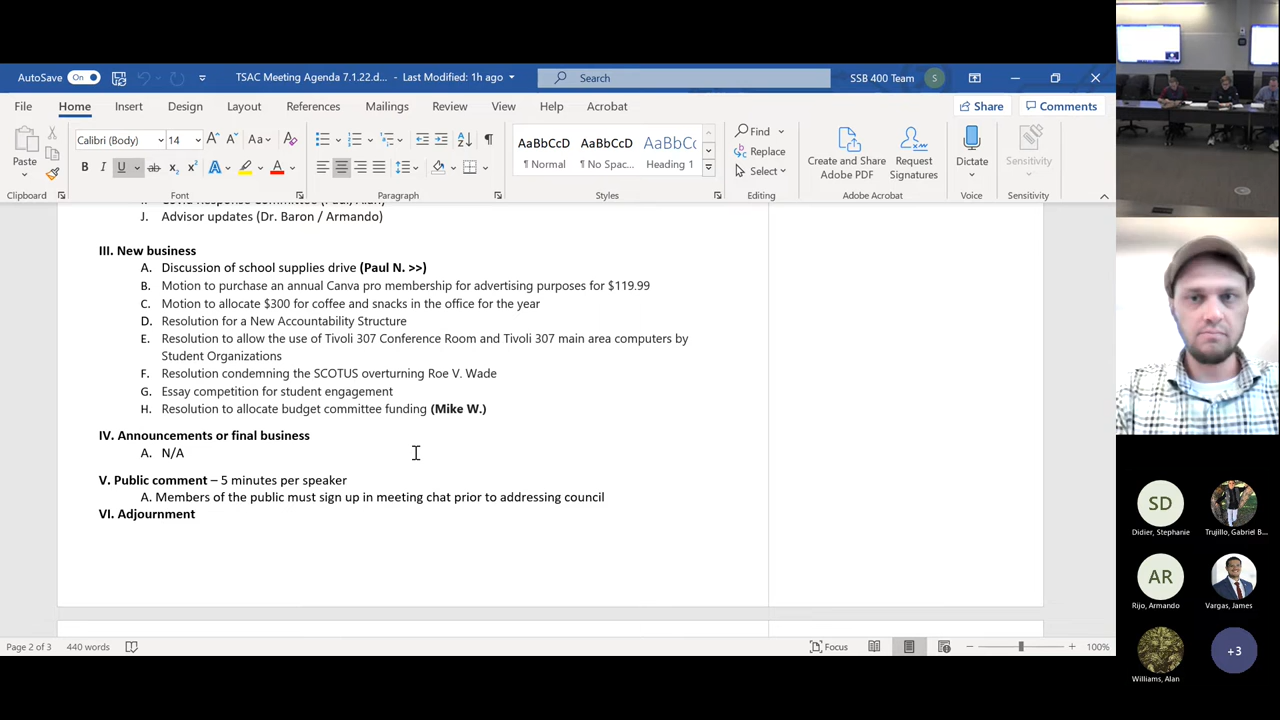 AutoSave On TSAC Meeting Agenda 7.1.22.d... - Last Modified: 1h ago Search SSB 400 Team S
File Home Insert Design Layout References Mailings Review View Help Acrobat Share Comments
Calibri (Body) 14 Aa AaBbCcD AaBbCcD AaBbCc Find
Paste Replace
B I U ab x₂ x² A A ¶ Normal ¶ No Spac... Heading 1 Select
Create and Share Adobe PDF Request Signatures Dictate Sensitivity
Clipboard Font Paragraph Styles Editing Adobe Acrobat Voice Sensitivity
J. Advisor updates (Dr. Baron / Armando)
III. New business
A. Discussion of school supplies drive (Paul N. >>)
B. Motion to purchase an annual Canva pro membership for advertising purposes for $119.99
C. Motion to allocate $300 for coffee and snacks in the office for the year
D. Resolution for a New Accountability Structure
E. Resolution to allow the use of Tivoli 307 Conference Room and Tivoli 307 main area computers by
Student Organizations
F. Resolution condemning the SCOTUS overturning Roe V. Wade
G. Essay competition for student engagement
H. Resolution to allocate budget committee funding (Mike W.)
IV. Announcements or final business
A. N/A
V. Public comment – 5 minutes per speaker
A. Members of the public must sign up in meeting chat prior to addressing council
VI. Adjournment
Page 2 of 3 440 words Focus 100%
SD
Didier, Stephanie Trujillo, Gabriel B...
AR
Rijo, Armando Vargas, James
+3
Williams, Alan